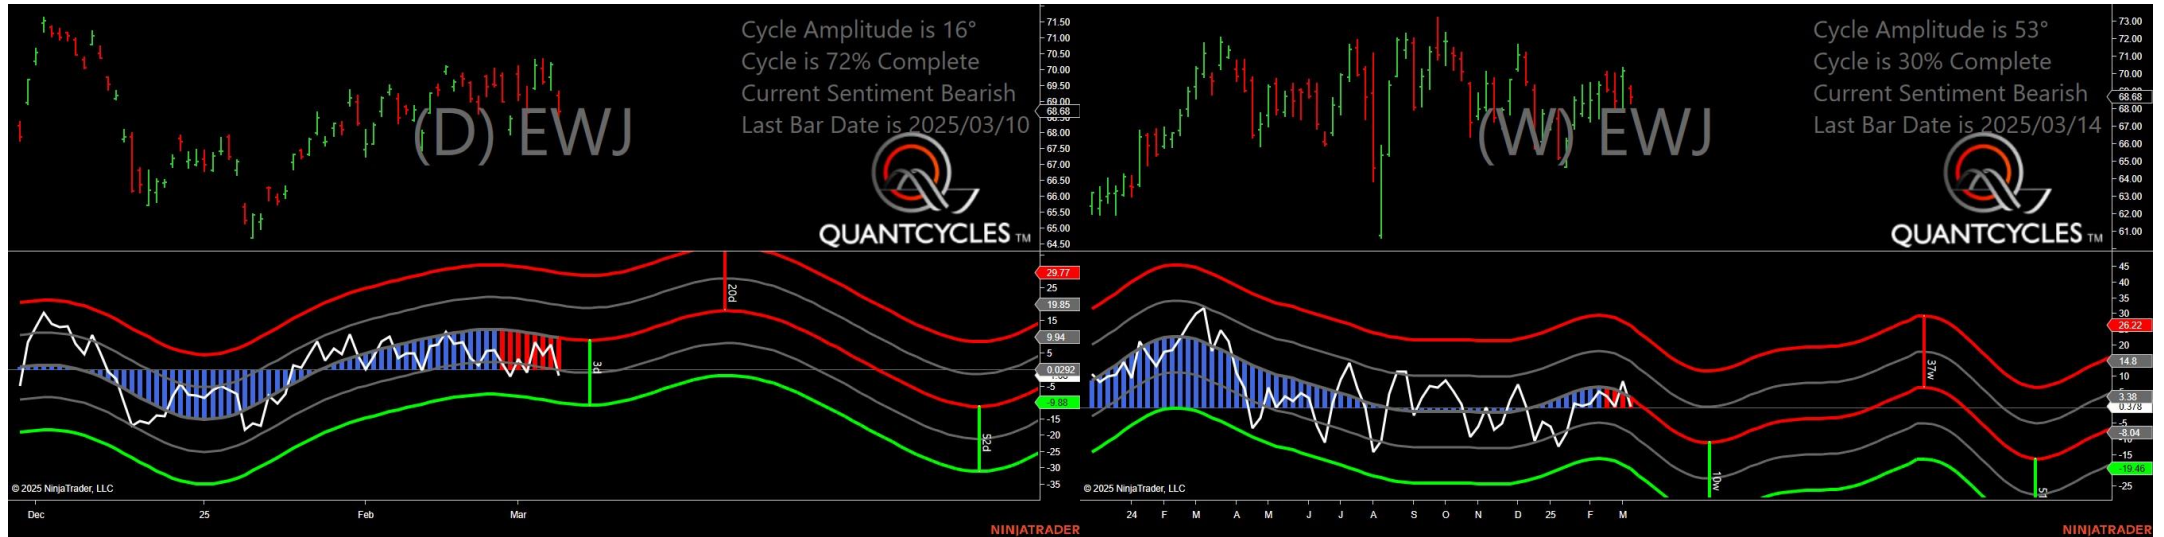 Cycle Amplitude is 16°
Cycle is 72% Complete
Current Sentiment Bearish
Last Bar Date is 2025/03/10
(D) EWJ
QUANTCYCLES TM
71.50
71.00
70.50
70.00
69.50
69.00
68.68
68.00
67.50
67.00
66.50
66.00
65.50
65.00
64.50
29.77
25
19.85
15
9.94
5
0.0292
-5
-9.88
-15
-20
-25
-30
-35
20d
3d
52d
© 2025 NinjaTrader, LLC
Dec 25 Feb Mar
NINJATRADER
Cycle Amplitude is 53°
Cycle is 30% Complete
Current Sentiment Bearish
Last Bar Date is 2025/03/14
(W) EWJ
QUANTCYCLES TM
73.00
72.00
71.00
70.00
68.68
68.00
67.00
66.00
65.00
64.00
63.00
62.00
61.00
45
40
35
30
26.22
20
14.8
10
3.38
0.378
-5
-8.04
-15
-19.46
-25
37w
10w
51
© 2025 NinjaTrader, LLC
24 F M A M J J A S O N D 25 F M
NINJATRADER